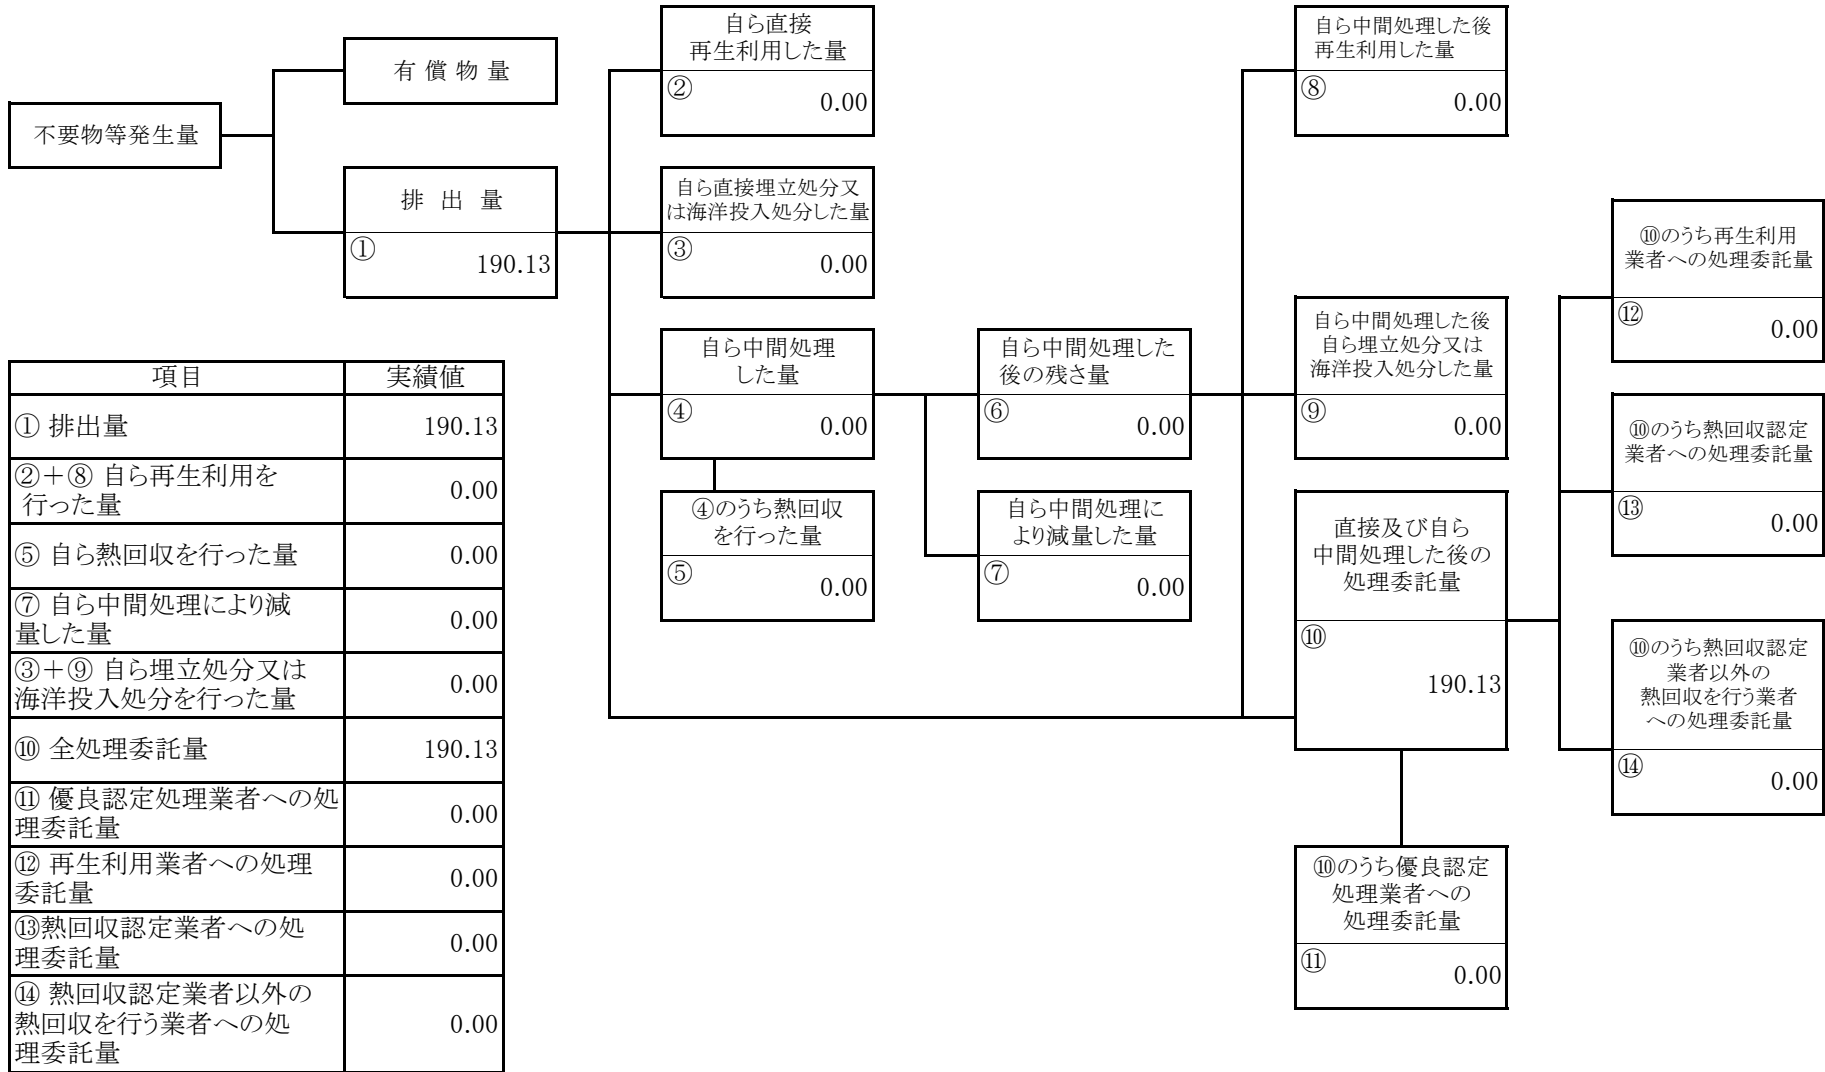 不要物等発生量
有 償 物 量
排 出 量
①
190.13
自ら直接
再生利用した量
②
0.00
自ら直接埋立処分又
は海洋投入処分した量
③
0.00
自ら中間処理
した量
④
0.00
④のうち熱回収
を行った量
⑤
0.00
自ら中間処理した
後の残さ量
⑥
0.00
自ら中間処理に
より減量した量
⑦
0.00
自ら中間処理した後
再生利用した量
⑧
0.00
自ら中間処理した後
自ら埋立処分又は
海洋投入処分した量
⑨
0.00
直接及び自ら
中間処理した後の
処理委託量
⑩
190.13
⑩のうち優良認定
処理業者への
処理委託量
⑪
0.00
⑩のうち再生利用
業者への処理委託量
⑫
0.00
⑩のうち熱回収認定
業者への処理委託量
⑬
0.00
⑩のうち熱回収認定
業者以外の
熱回収を行う業者
への処理委託量
⑭
0.00
項目 実績値
① 排出量 190.13
②＋⑧ 自ら再生利用を
行った量 0.00
⑤ 自ら熱回収を行った量 0.00
⑦ 自ら中間処理により減
量した量 0.00
③＋⑨ 自ら埋立処分又は
海洋投入処分を行った量 0.00
⑩ 全処理委託量 190.13
⑪ 優良認定処理業者への処
理委託量 0.00
⑫ 再生利用業者への処理
委託量 0.00
⑬熱回収認定業者への処
理委託量 0.00
⑭ 熱回収認定業者以外の
熱回収を行う業者への処
理委託量 0.00